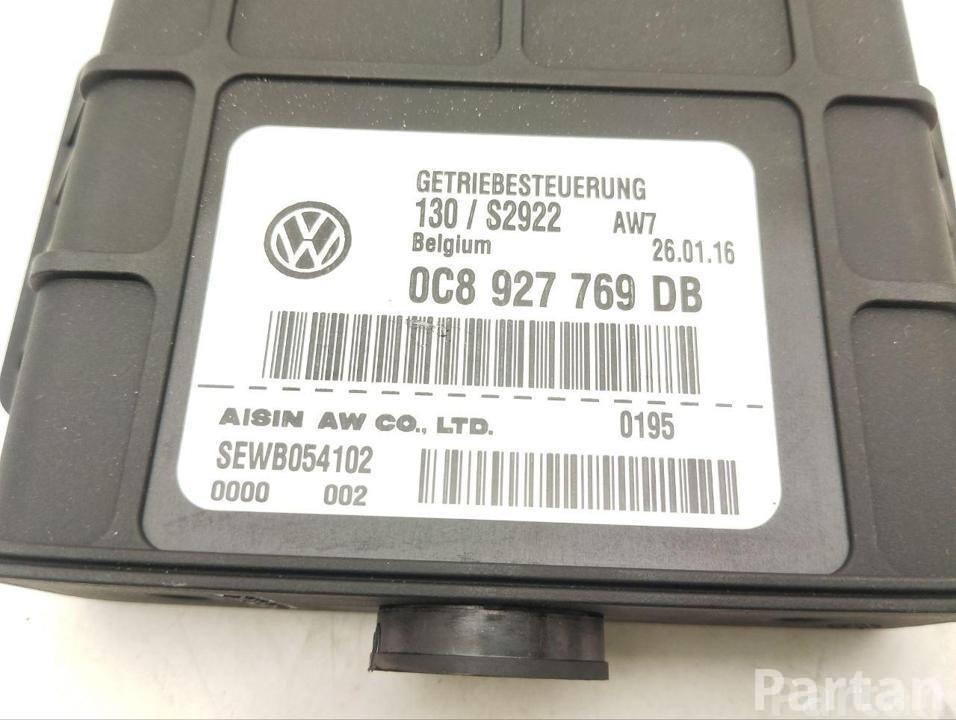 GETRIEBESTEUERUNG
130 / S2922 AW7
Belgium 26.01.16
0C8 927 769 DB
AISIN AW CO., LTD. 0195
SEWB054102
0000 002
Partan